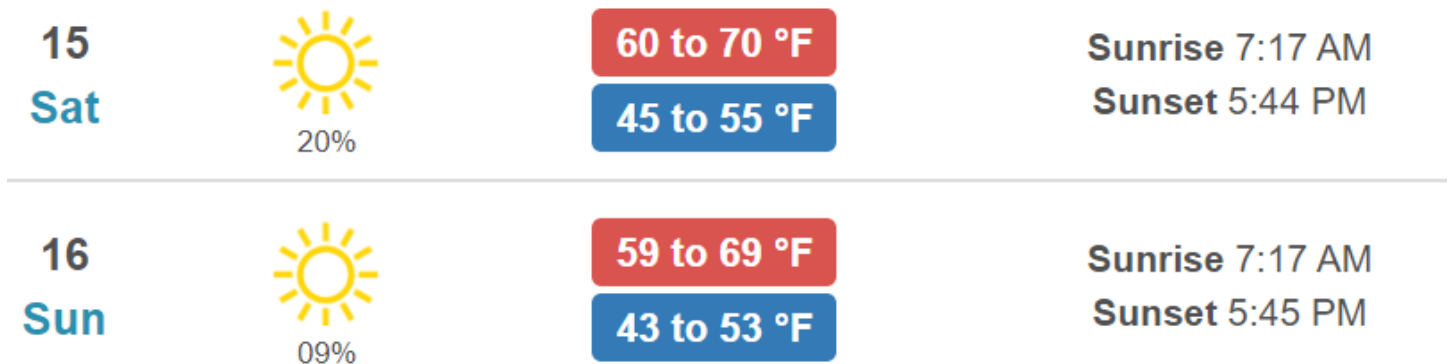 15
Sat
20%
60 to 70 °F
45 to 55 °F
Sunrise 7:17 AM
Sunset 5:44 PM
16
Sun
09%
59 to 69 °F
43 to 53 °F
Sunrise 7:17 AM
Sunset 5:45 PM